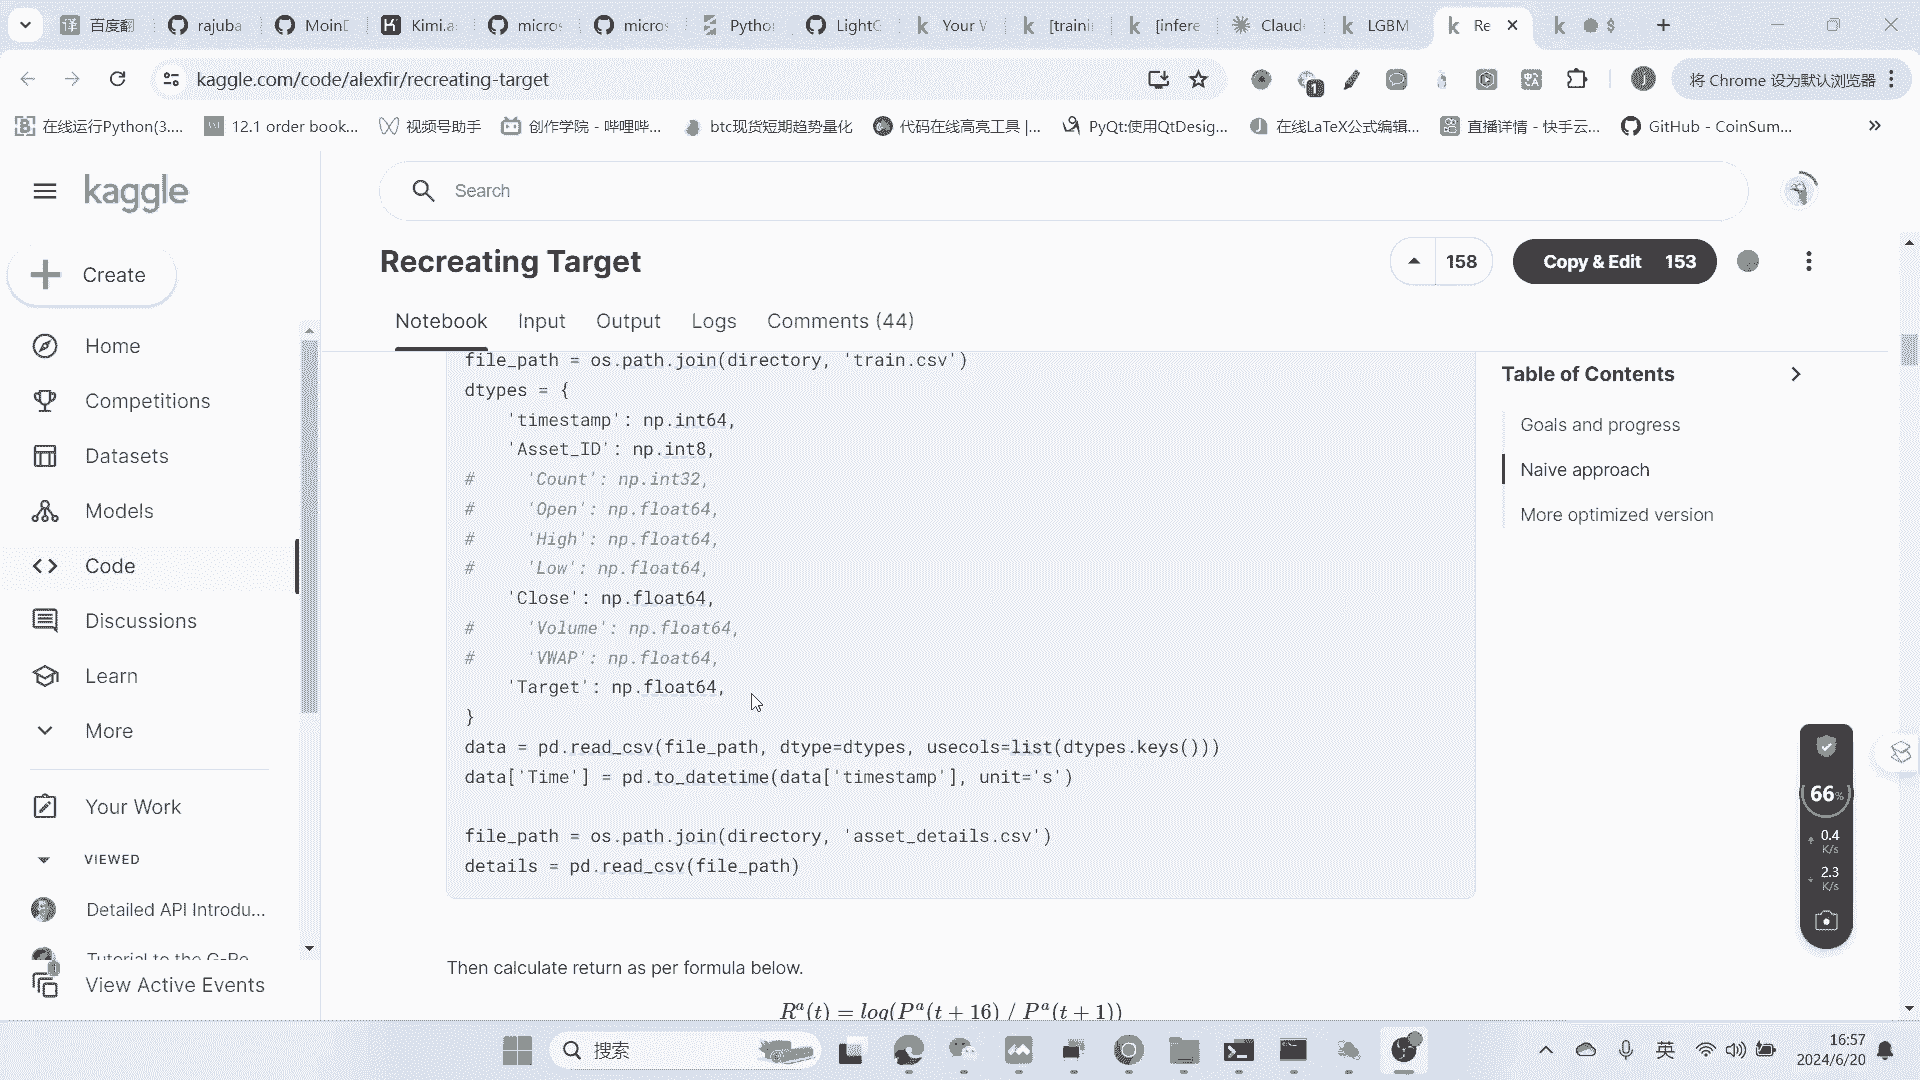 百度翻
rajuba
MoinD
Kimi.a
micros
micros
Python
LightG
Your W
[traini
[infere
Claud
LGBM
Re
$
kaggle.com/code/alexfir/recreating-target
1
将 Chrome 设为默认浏览器
在线运行Python(3....
12.1 order book...
视频号助手
创作学院 - 哔哩哔...
btc现货短期趋势量化
代码在线高亮工具 |...
PyQt:使用QtDesig...
在线LaTeX公式编辑...
直播详情 - 快手云...
GitHub - CoinSum...
»
kaggle
Search
Create
Home
Competitions
Datasets
Models
Code
Discussions
Learn
More
Your Work
VIEWED
Detailed API Introdu...
Tutorial to the G-Re
View Active Events
Recreating Target
158
Copy & Edit 153
Notebook
Input
Output
Logs
Comments (44)
file_path = os.path.join(directory, 'train.csv')
dtypes = {
    'timestamp': np.int64,
    'Asset_ID': np.int8,
#     'Count': np.int32,
#     'Open': np.float64,
#     'High': np.float64,
#     'Low': np.float64,
    'Close': np.float64,
#     'Volume': np.float64,
#     'VWAP': np.float64,
    'Target': np.float64,
}
data = pd.read_csv(file_path, dtype=dtypes, usecols=list(dtypes.keys()))
data['Time'] = pd.to_datetime(data['timestamp'], unit='s')
file_path = os.path.join(directory, 'asset_details.csv')
details = pd.read_csv(file_path)
Then calculate return as per formula below.
Rᵃ(t) = log(Pᵃ(t + 16) / Pᵃ(t + 1))
Table of Contents
Goals and progress
Naive approach
More optimized version
66%
0.4
K/s
2.3
K/s
搜索
英
16:57
2024/6/20